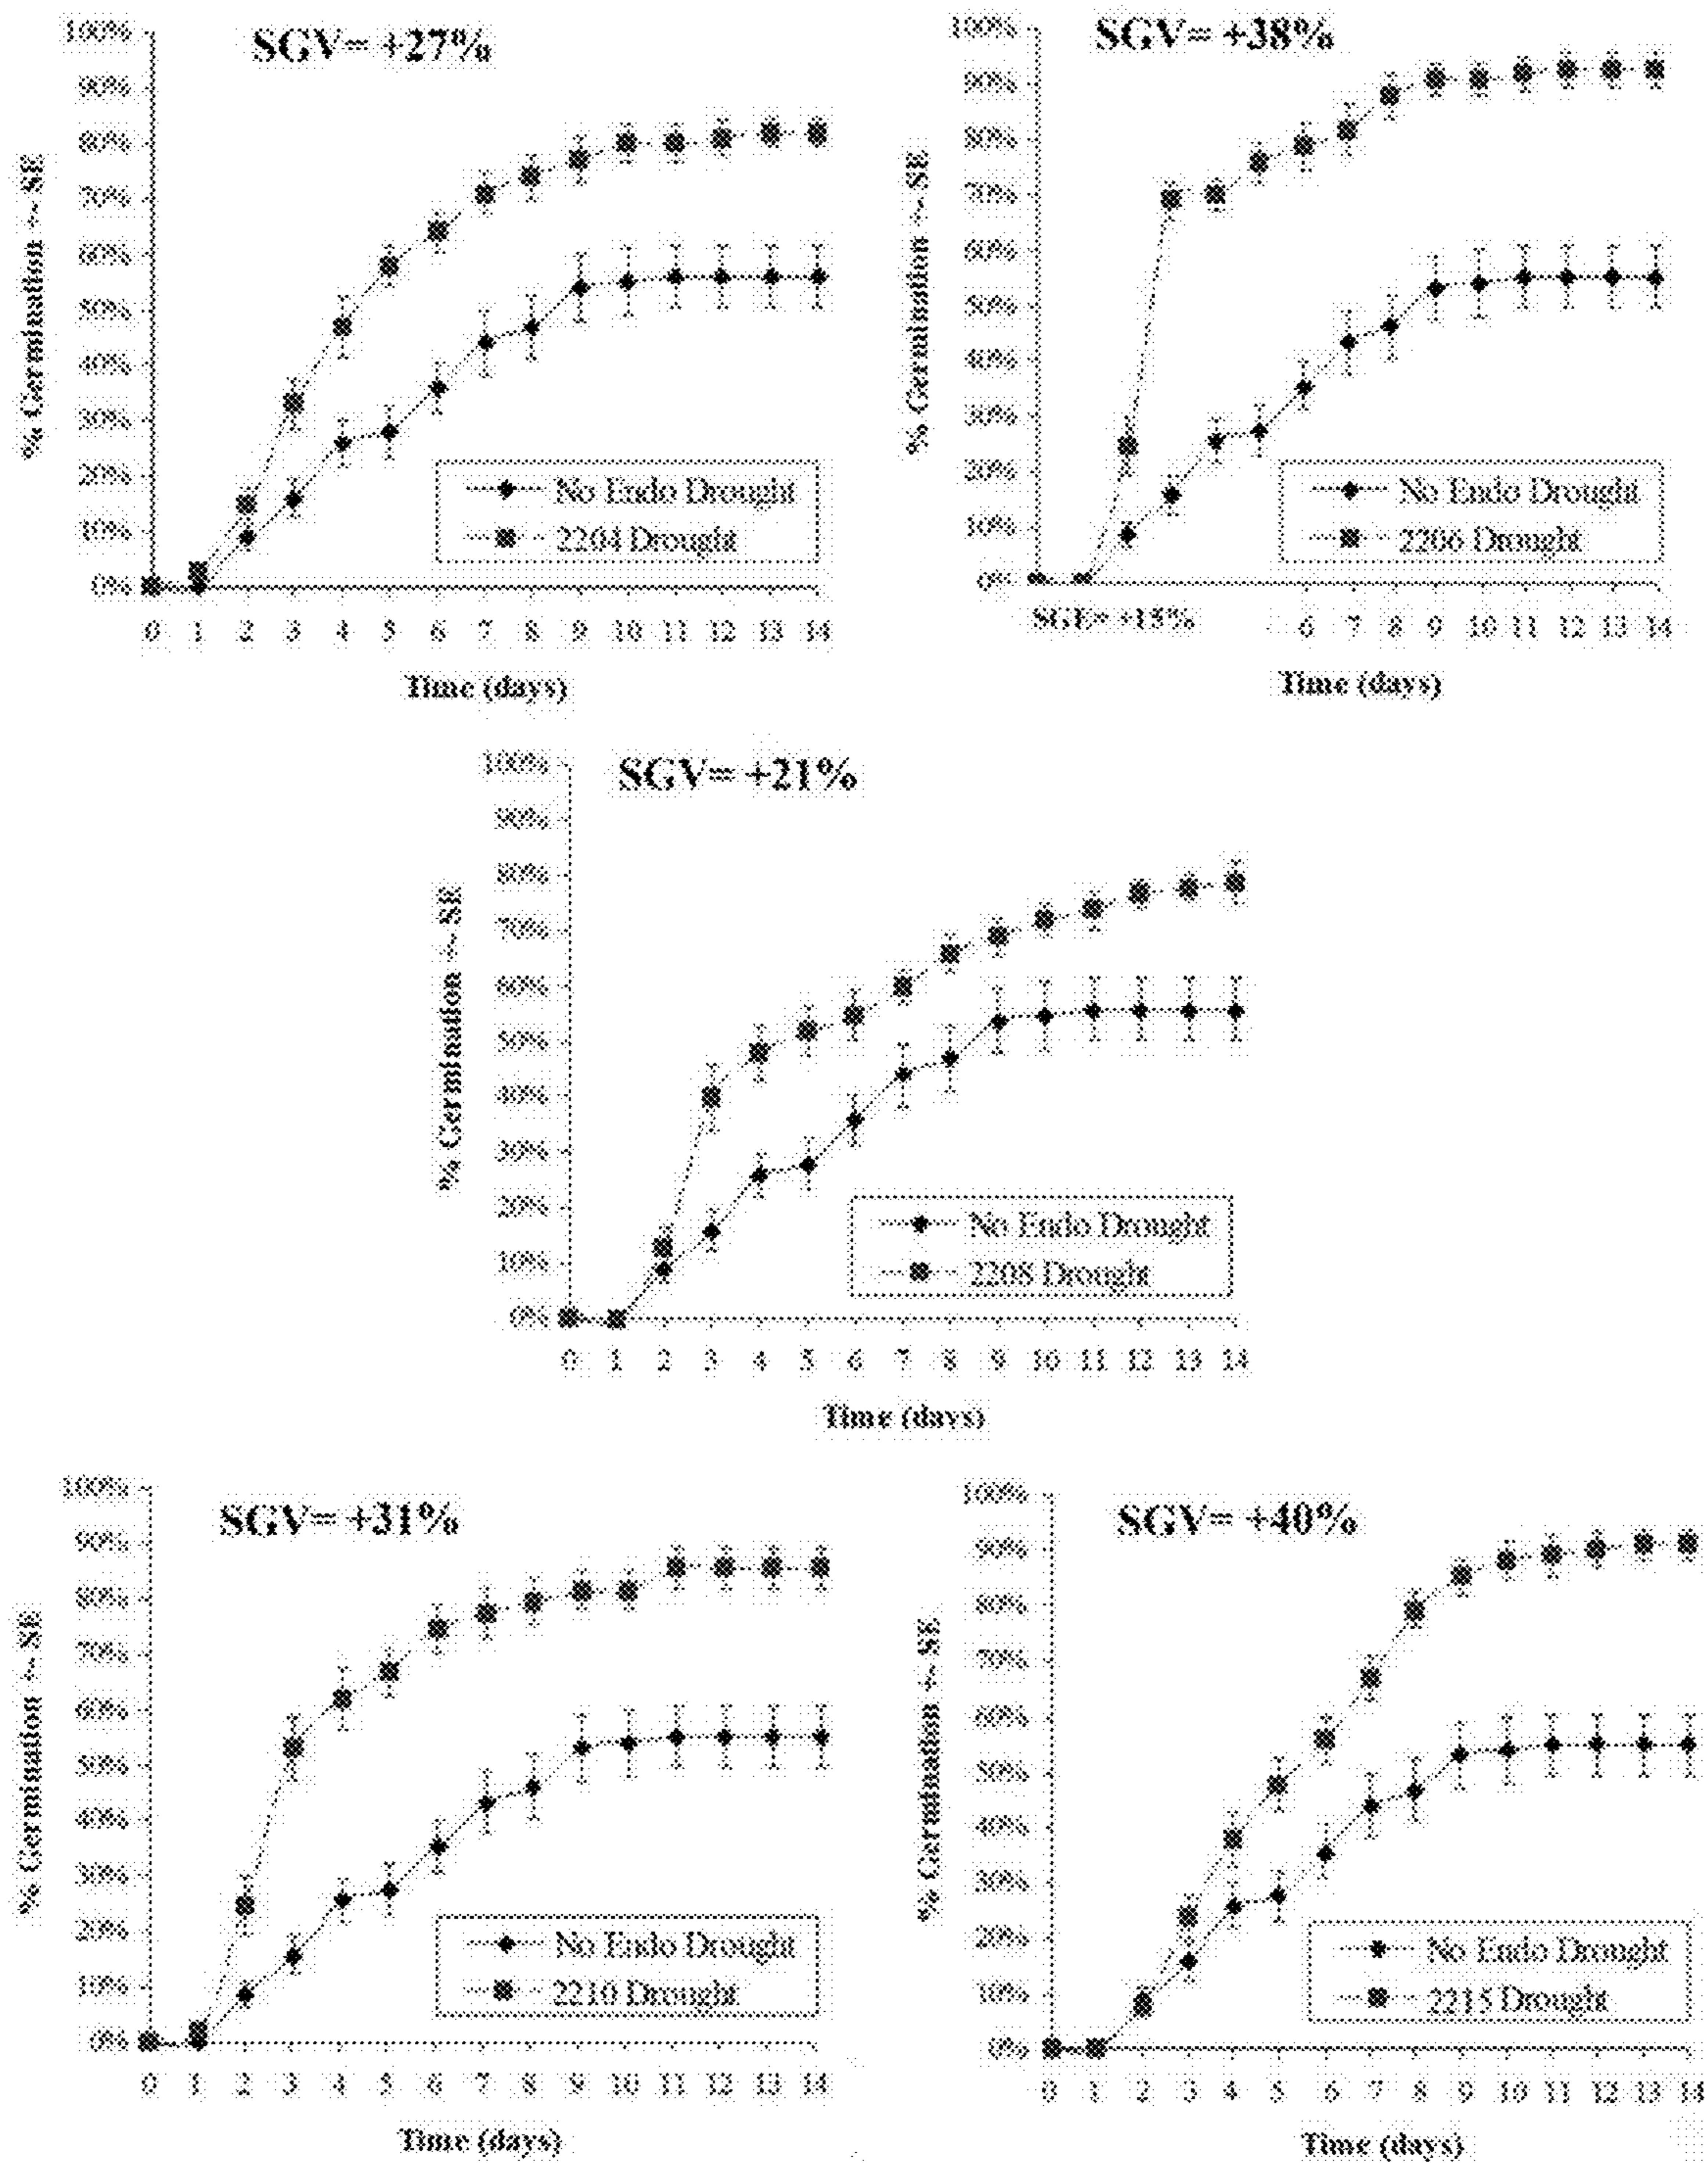 SGV= +27%
100%
90%
80%
70%
60%
50%
40%
30%
20%
10%
0%
% Germination +/- SE
No Endo Drought
2204 Drought
0 1 2 3 4 5 6 7 8 9 10 11 12 13 14
Time (days)
SGV= +38%
100%
90%
80%
70%
60%
50%
40%
30%
20%
10%
0%
% Germination +/- SE
No Endo Drought
2206 Drought
SGE= +15% 6 7 8 9 10 11 12 13 14
Time (days)
SGV= +21%
100%
90%
80%
70%
60%
50%
40%
30%
20%
10%
0%
% Germination +/- SE
No Endo Drought
2208 Drought
0 1 2 3 4 5 6 7 8 9 10 11 12 13 14
Time (days)
SGV= +31%
100%
90%
80%
70%
60%
50%
40%
30%
20%
10%
0%
% Germination +/- SE
No Endo Drought
2210 Drought
0 1 2 3 4 5 6 7 8 9 10 11 12 13 14
Time (days)
SGV= +40%
100%
90%
80%
70%
60%
50%
40%
30%
20%
10%
0%
% Germination +/- SE
No Endo Drought
2215 Drought
0 1 2 3 4 5 6 7 8 9 10 11 12 13 14
Time (days)